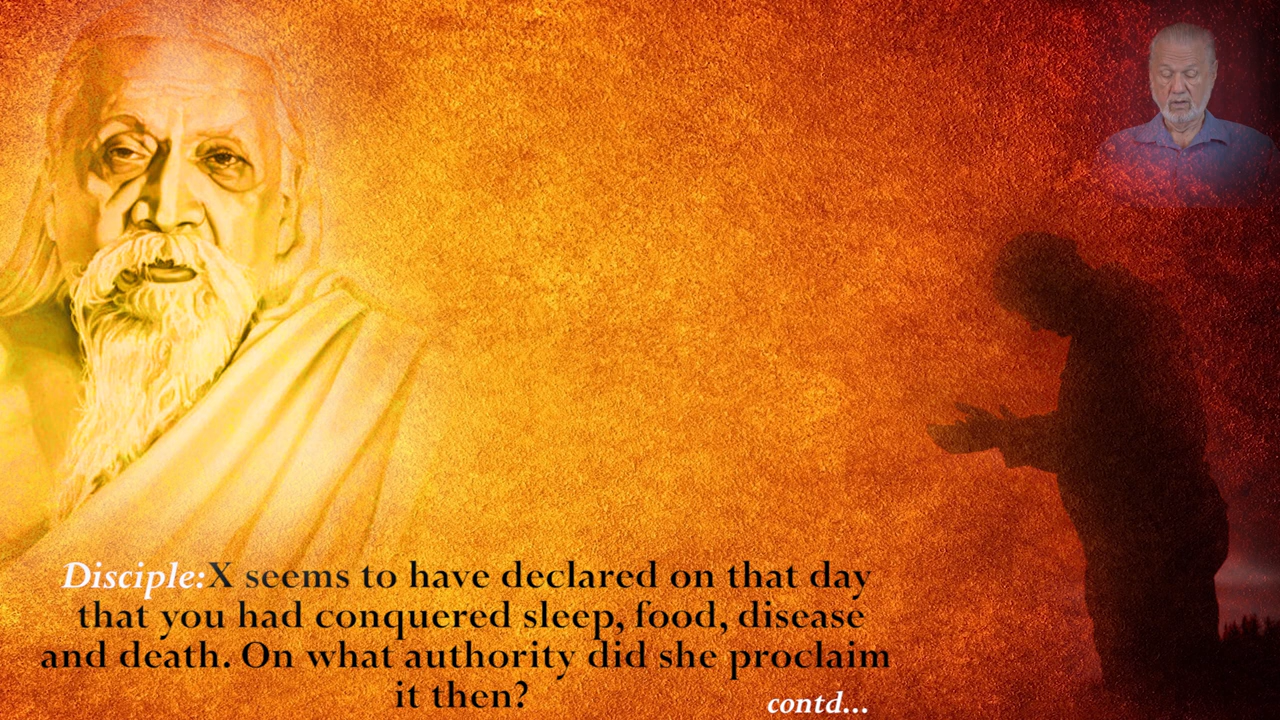 Disciple:X seems to have declared on that day
that you had conquered sleep, food, disease
and death. On what authority did she proclaim
it then?
contd...